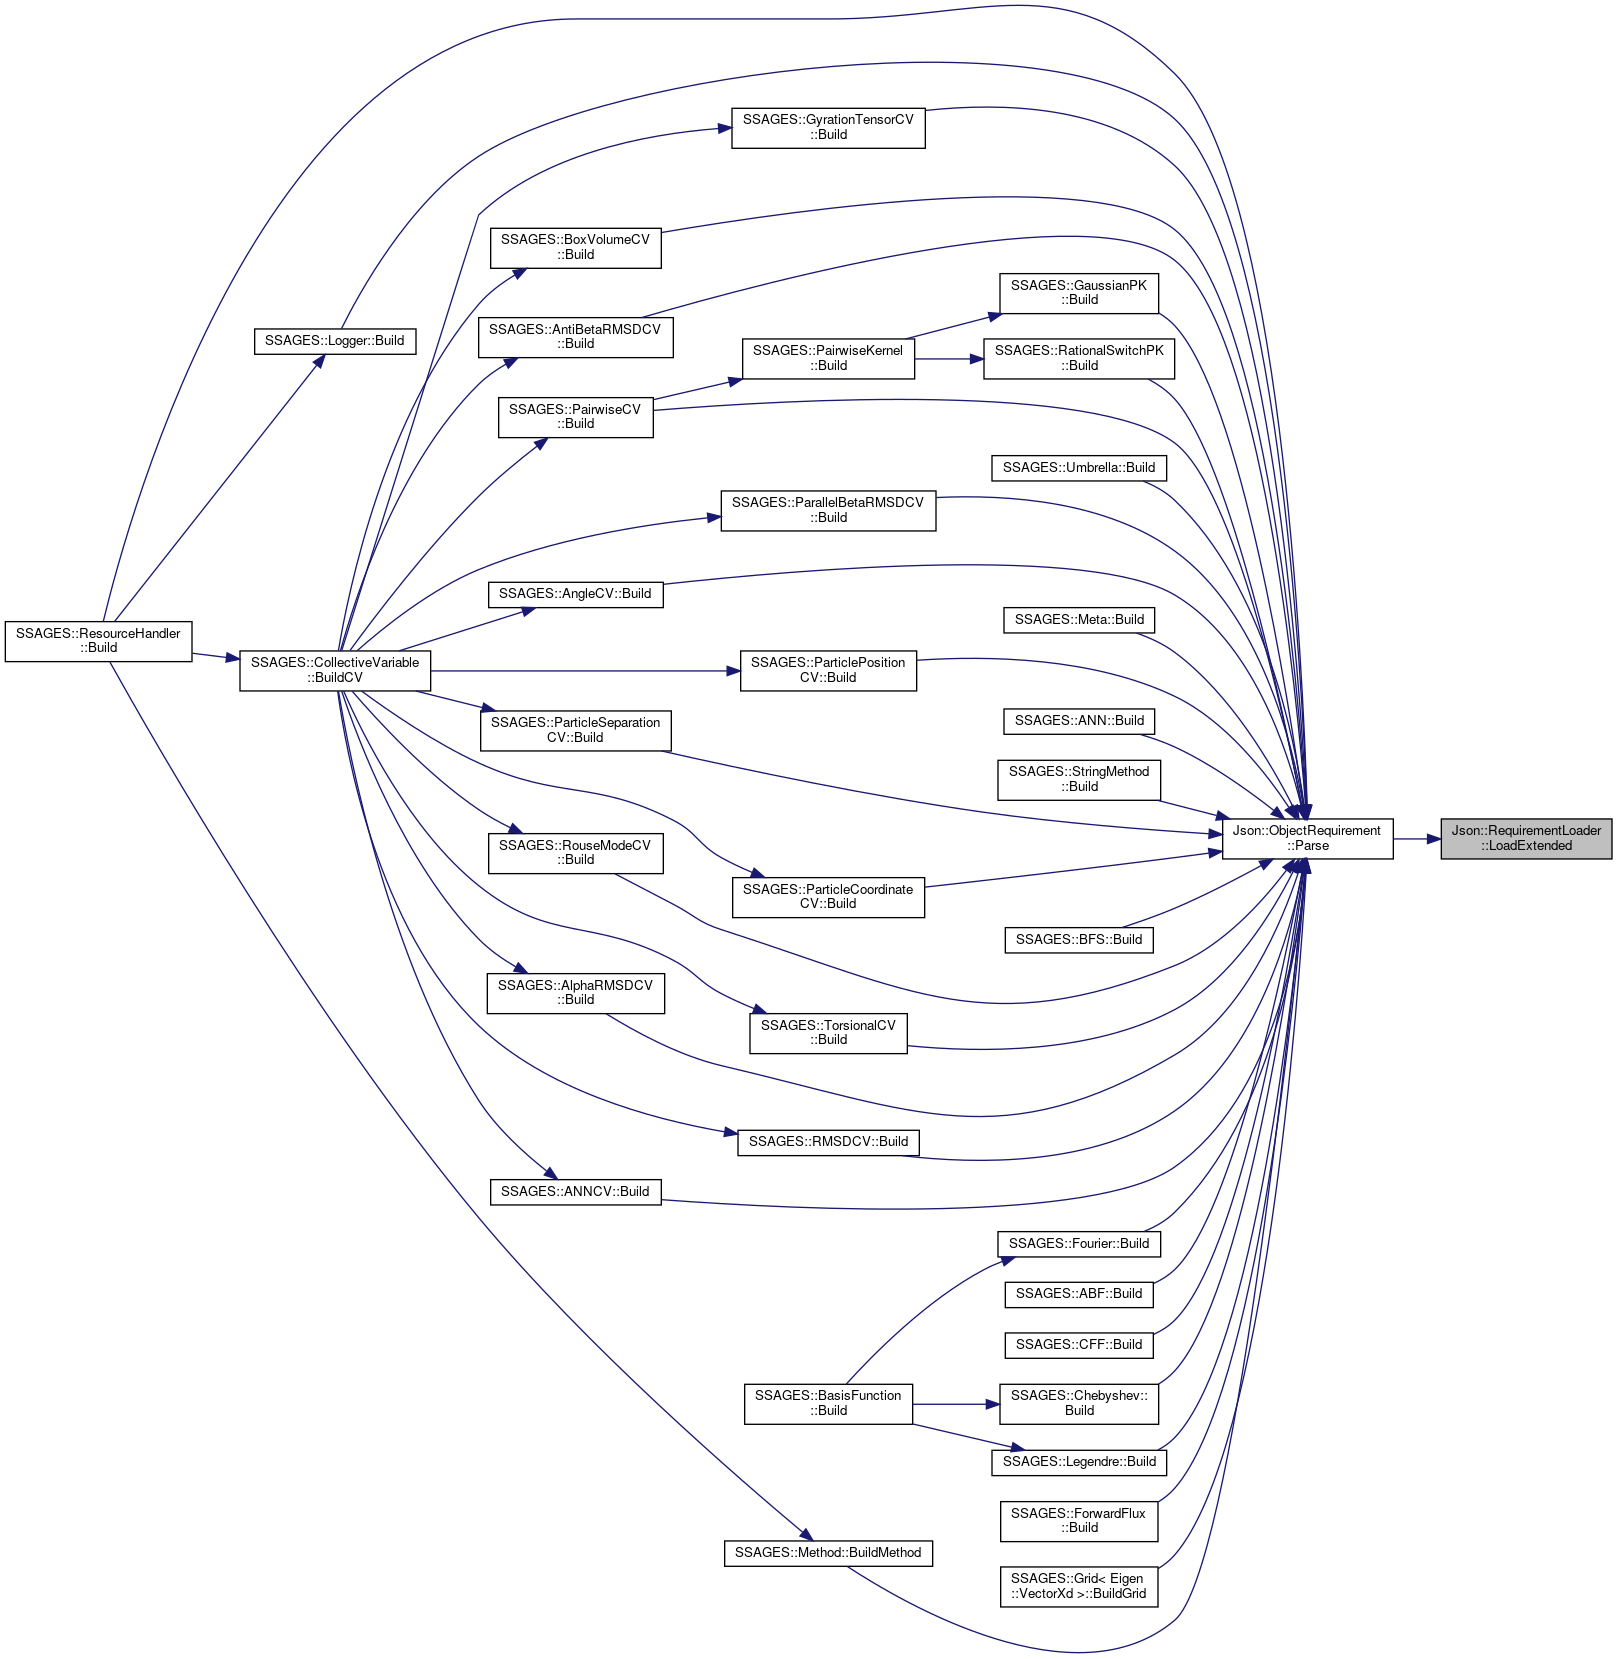 SSAGES::GyrationTensorCV
::Build
SSAGES::BoxVolumeCV
::Build
SSAGES::GaussianPK
::Build
SSAGES::AntiBetaRMSDCV
::Build
SSAGES::Logger::Build
SSAGES::PairwiseKernel
::Build
SSAGES::RationalSwitchPK
::Build
SSAGES::PairwiseCV
::Build
SSAGES::Umbrella::Build
SSAGES::ParallelBetaRMSDCV
::Build
SSAGES::AngleCV::Build
SSAGES::Meta::Build
SSAGES::ResourceHandler
::Build
SSAGES::CollectiveVariable
::BuildCV
SSAGES::ParticlePosition
CV::Build
SSAGES::ParticleSeparation
CV::Build
SSAGES::ANN::Build
SSAGES::StringMethod
::Build
Json::ObjectRequirement
::Parse
Json::RequirementLoader
::LoadExtended
SSAGES::RouseModeCV
::Build
SSAGES::ParticleCoordinate
CV::Build
SSAGES::BFS::Build
SSAGES::AlphaRMSDCV
::Build
SSAGES::TorsionalCV
::Build
SSAGES::RMSDCV::Build
SSAGES::ANNCV::Build
SSAGES::Fourier::Build
SSAGES::ABF::Build
SSAGES::CFF::Build
SSAGES::BasisFunction
::Build
SSAGES::Chebyshev::
Build
SSAGES::Legendre::Build
SSAGES::ForwardFlux
::Build
SSAGES::Method::BuildMethod
SSAGES::Grid< Eigen
::VectorXd >::BuildGrid